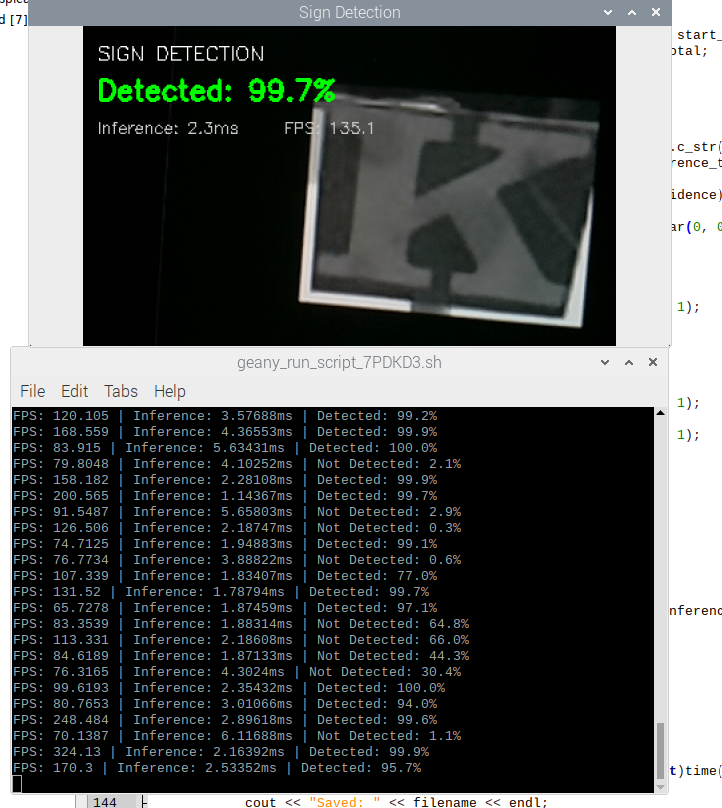 Sign Detection
d [7]
SIGN DETECTION
Detected: 99.7%
Inference: 2.3ms FPS: 135.1
K
start_
otal;
.c_str(
rence_t
idence)
ar(0, 0
1);
1);
1);
geany_run_script_7PDKD3.sh
File Edit Tabs Help
FPS: 120.105 | Inference: 3.57688ms | Detected: 99.2%
FPS: 168.559 | Inference: 4.36553ms | Detected: 99.9%
FPS: 83.915 | Inference: 5.63431ms | Detected: 100.0%
FPS: 79.8048 | Inference: 4.10252ms | Not Detected: 2.1%
FPS: 158.182 | Inference: 2.28108ms | Detected: 99.9%
FPS: 200.565 | Inference: 1.14367ms | Detected: 99.7%
FPS: 91.5487 | Inference: 5.65803ms | Not Detected: 2.9%
FPS: 126.506 | Inference: 2.18747ms | Not Detected: 0.3%
FPS: 74.7125 | Inference: 1.94883ms | Detected: 99.1%
FPS: 76.7734 | Inference: 3.88822ms | Not Detected: 0.6%
FPS: 107.339 | Inference: 1.83407ms | Detected: 77.0%
FPS: 131.52 | Inference: 1.78794ms | Detected: 99.7%
FPS: 65.7278 | Inference: 1.87459ms | Detected: 97.1%
FPS: 83.3539 | Inference: 1.88314ms | Not Detected: 64.8%
FPS: 113.331 | Inference: 2.18608ms | Not Detected: 66.0%
FPS: 84.6189 | Inference: 1.87133ms | Not Detected: 44.3%
FPS: 76.3165 | Inference: 4.3024ms | Not Detected: 30.4%
FPS: 99.6193 | Inference: 2.35432ms | Detected: 100.0%
FPS: 80.7653 | Inference: 3.01066ms | Detected: 94.0%
FPS: 248.484 | Inference: 2.89618ms | Detected: 99.6%
FPS: 70.1387 | Inference: 6.11688ms | Not Detected: 1.1%
FPS: 324.13 | Inference: 2.16392ms | Detected: 99.9%
FPS: 170.3 | Inference: 2.53352ms | Detected: 95.7%
nferenc
t)time(
144 cout << "Saved: " << filename << endl;